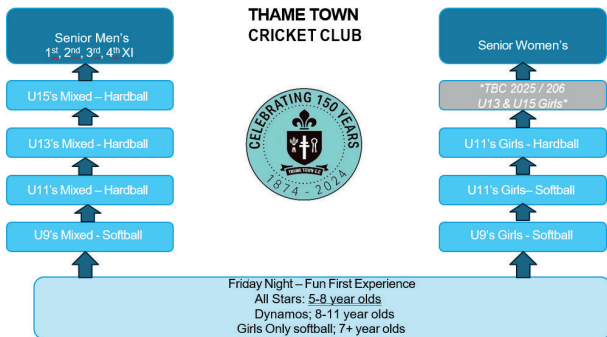 THAME TOWN
CRICKET CLUB
Senior Men's
1st, 2nd, 3rd, 4th XI
U15's Mixed – Hardball
U13's Mixed - Hardball
U11's Mixed – Hardball
U9's Mixed - Softball
CELEBRATING 150 YEARS
THAME TOWN C.C
1874 - 2024
Senior Women's
*TBC 2025 / 206
U13 & U15 Girls*
U11's Girls - Hardball
U11's Girls– Softball
U9's Girls - Softball
Friday Night – Fun First Experience
All Stars: 5-8 year olds
Dynamos; 8-11 year olds
Girls Only softball; 7+ year olds